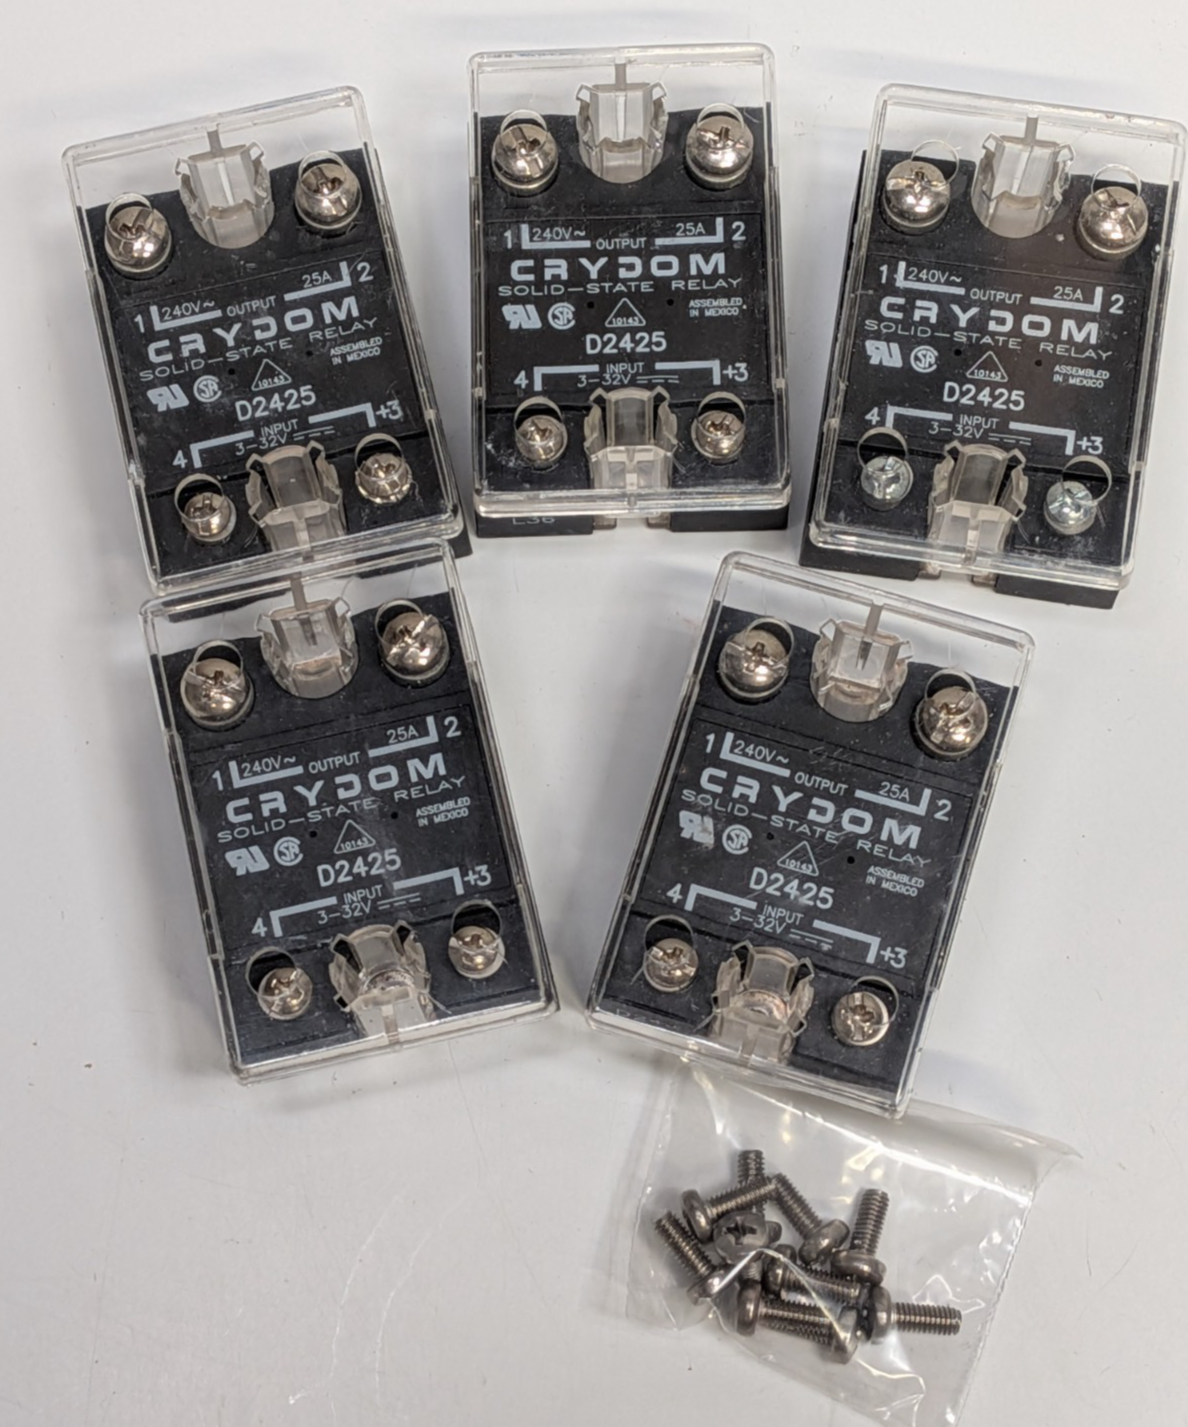 1 240V~ OUTPUT 25A 2
CRYDOM
SOLID-STATE RELAY
10143
ASSEMBLED
IN MEXICO
D2425
4 INPUT +3
3-32V
1 240V~ OUTPUT 25A 2
CRYDOM
SOLID-STATE RELAY
10143
ASSEMBLED
IN MEXICO
D2425
4 INPUT +3
3-32V
L36
1 240V~ OUTPUT 25A 2
CRYDOM
SOLID-STATE RELAY
10143
ASSEMBLED
IN MEXICO
D2425
4 INPUT +3
3-32V
1 240V~ OUTPUT 25A 2
CRYDOM
SOLID-STATE RELAY
10143
ASSEMBLED
IN MEXICO
D2425
4 INPUT +3
3-32V
1 240V~ OUTPUT 25A 2
CRYDOM
SOLID-STATE RELAY
10143
ASSEMBLED
IN MEXICO
D2425
4 INPUT +3
3-32V